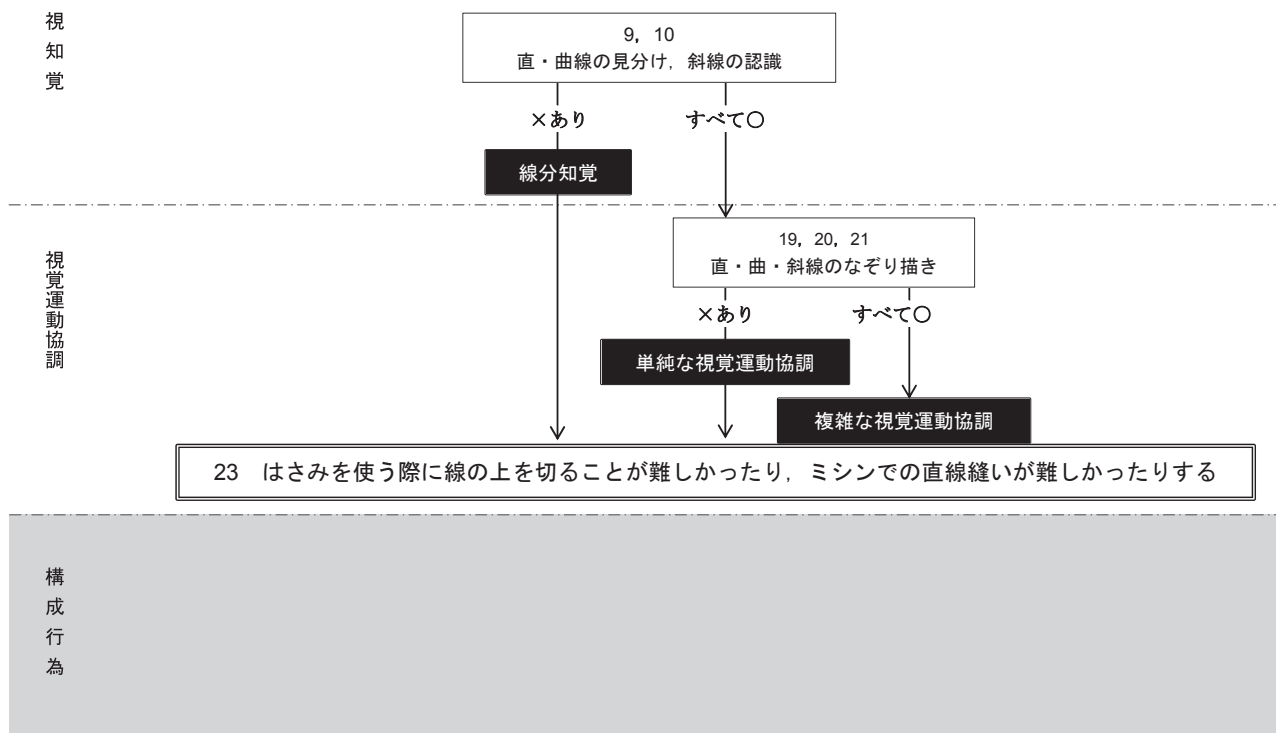 視知覚
9，10
直・曲線の見分け，斜線の認識
×あり
すべて〇
線分知覚
視覚運動協調
19，20，21
直・曲・斜線のなぞり描き
×あり
すべて〇
単純な視覚運動協調
複雑な視覚運動協調
23　はさみを使う際に線の上を切ることが難しかったり，ミシンでの直線縫いが難しかったりする
構成行為